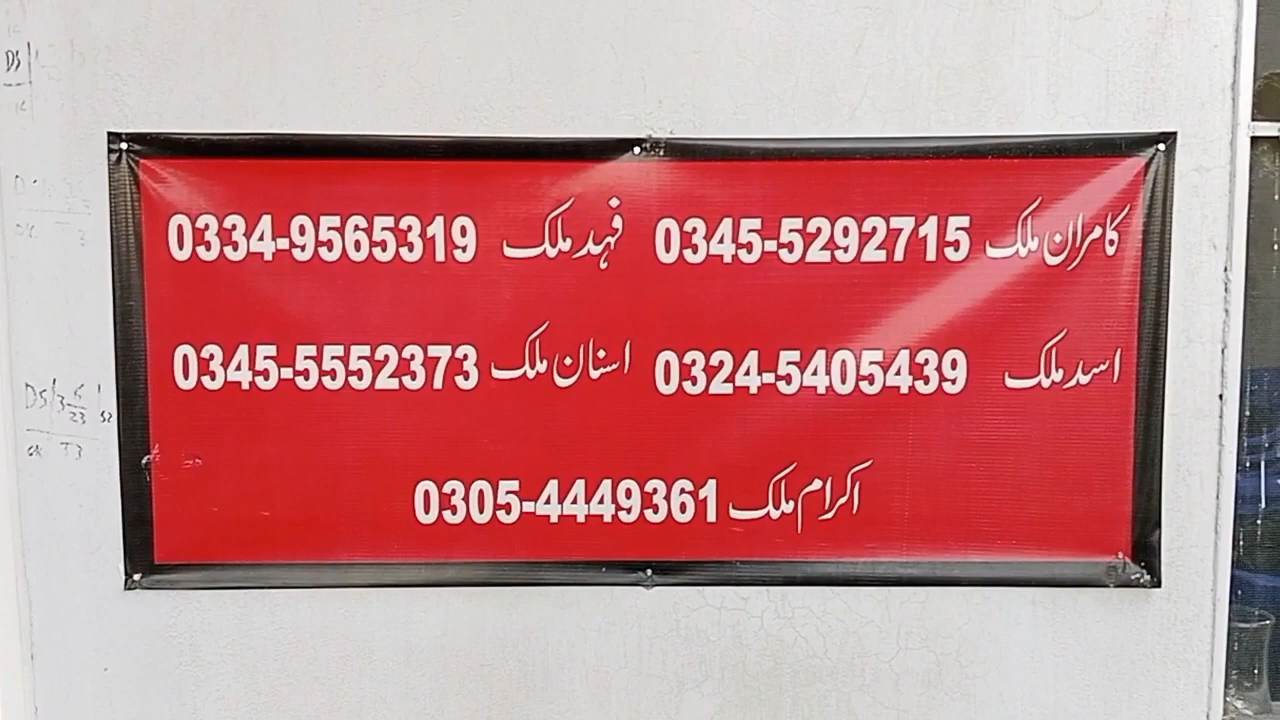 کامران ملک 0345-5292715 فہد ملک 0334-9565319
اسد ملک 0324-5405439 اسنان ملک 0345-5552373
اکرام ملک 0305-4449361